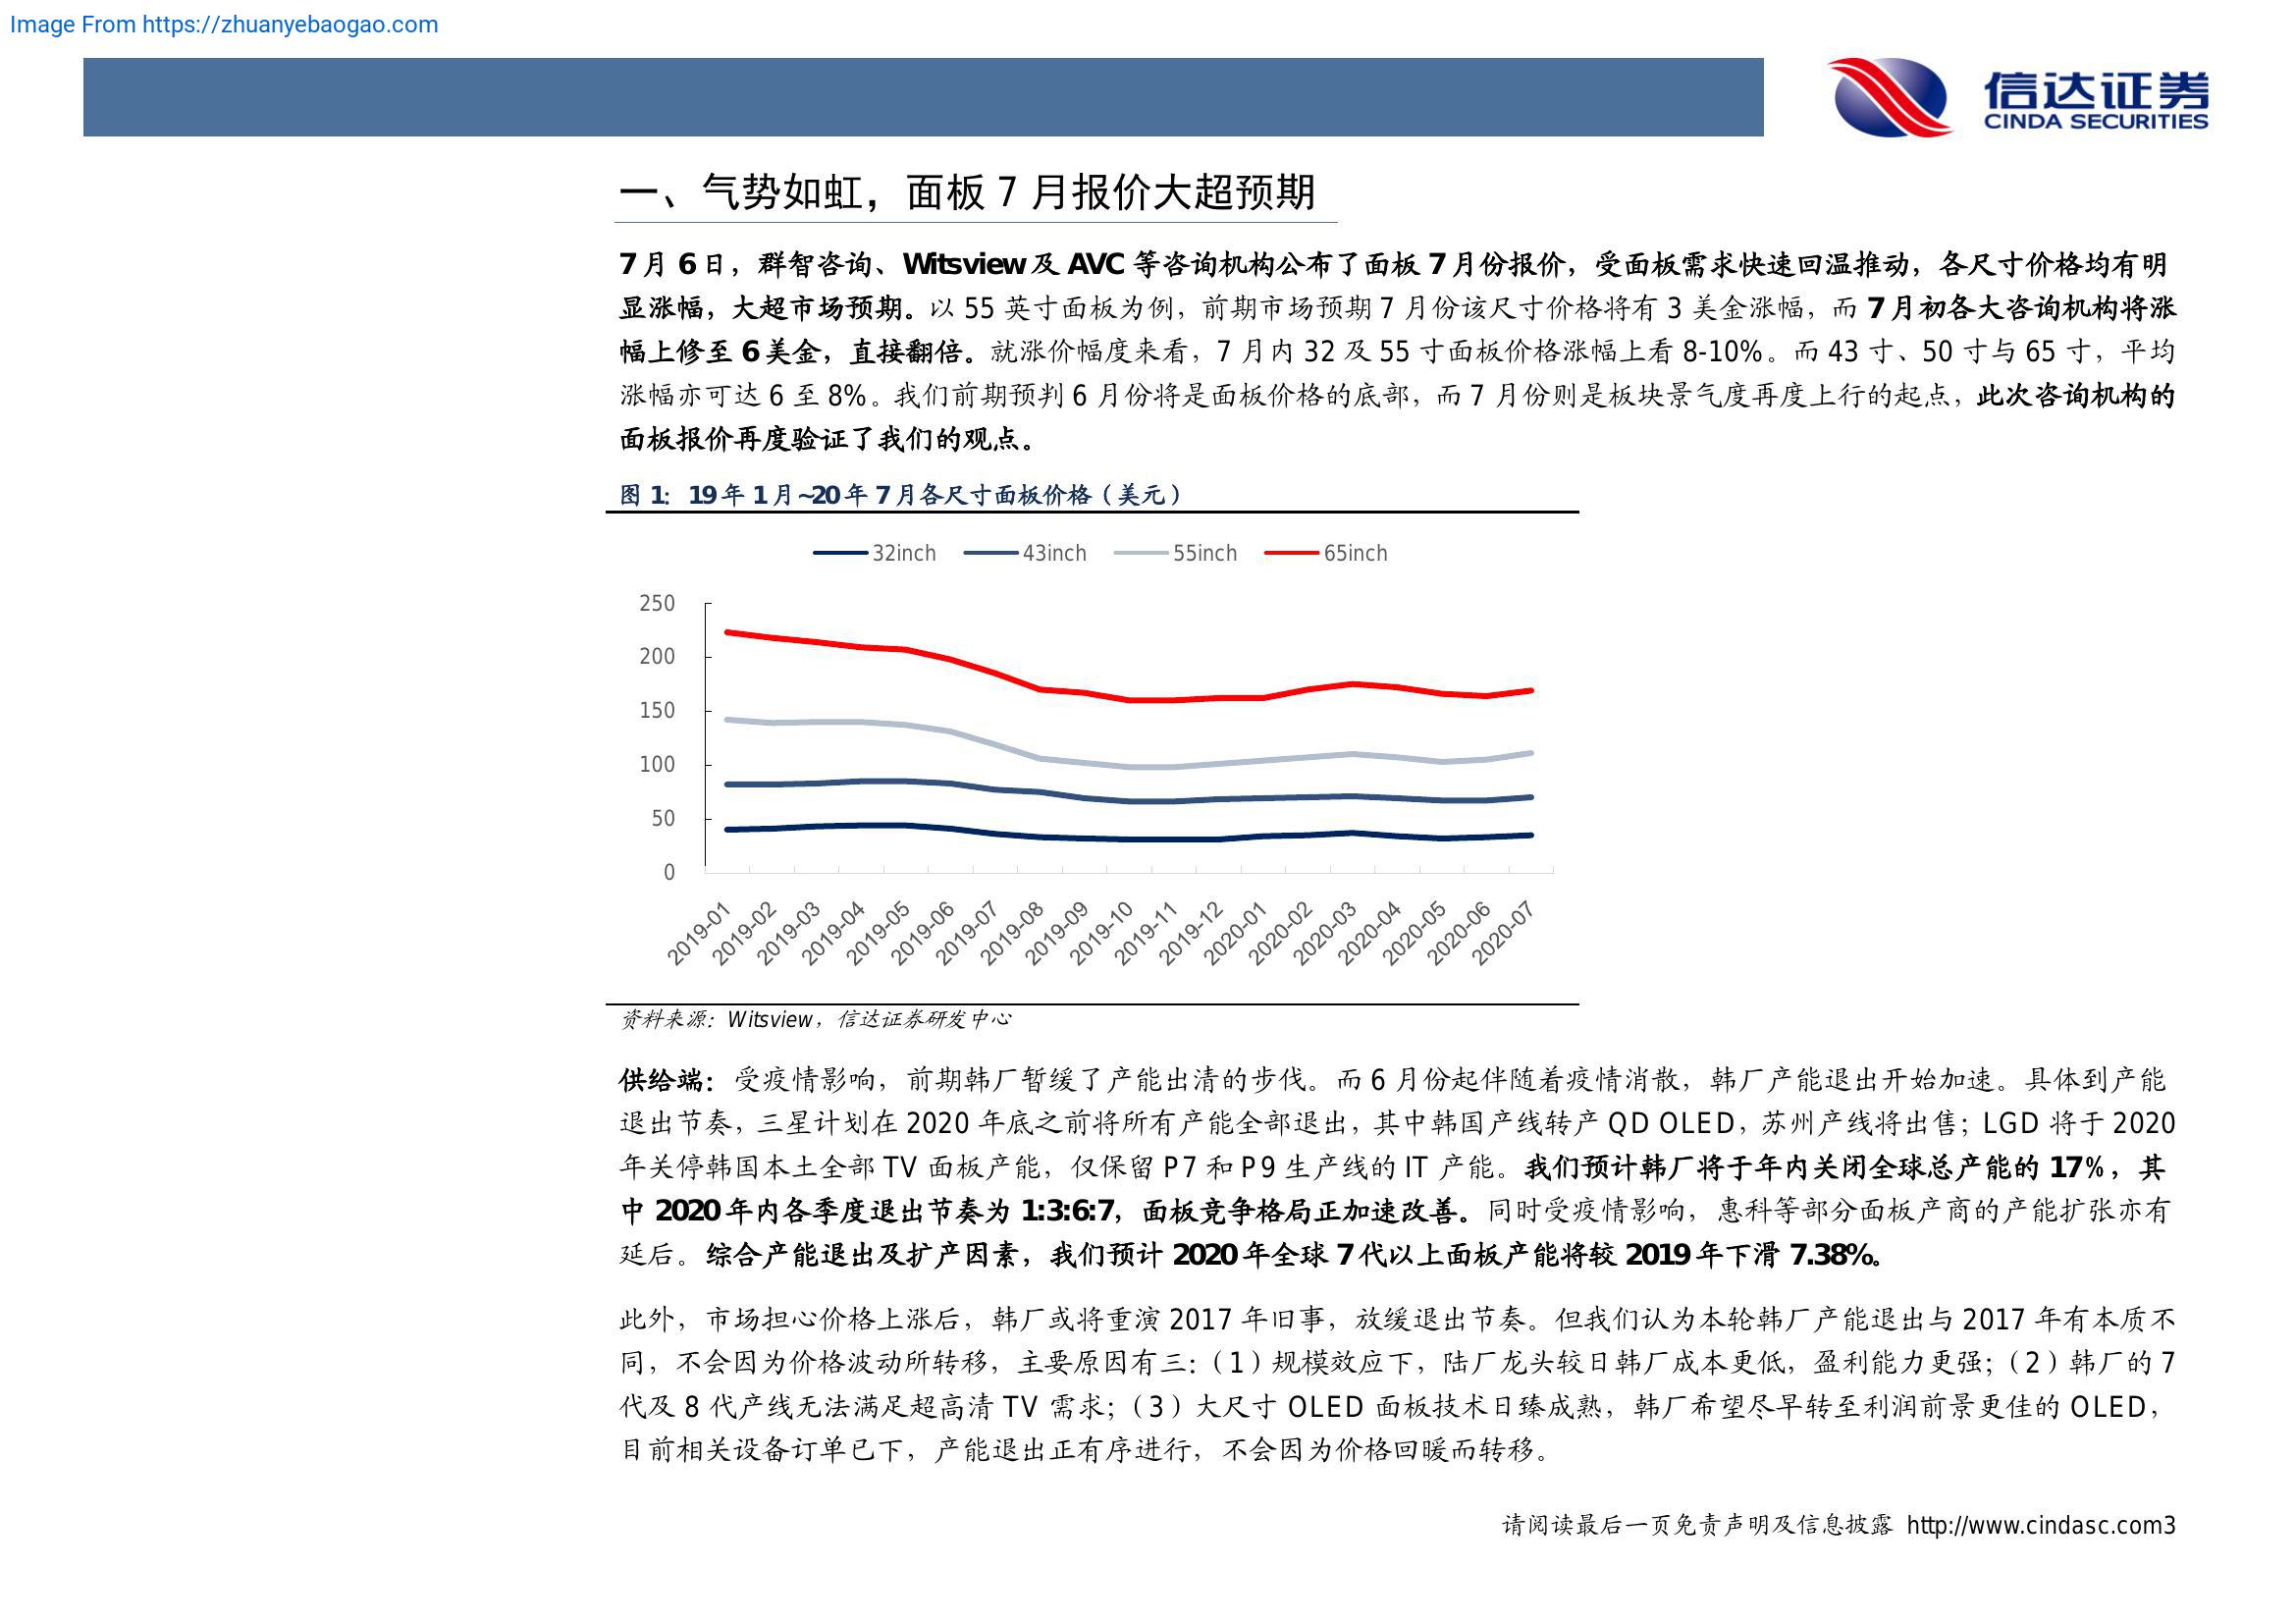 Image From https://zhuanyebaogao.com
信达证券
CINDA SECURITIES
一、气势如虹，面板 7 月报价大超预期
7 月 6 日，群智咨询、Witsview 及 AVC 等咨询机构公布了面板 7 月份报价，受面板需求快速回温推动，各尺寸价格均有明
显涨幅，大超市场预期。以 55 英寸面板为例，前期市场预期 7 月份该尺寸价格将有 3 美金涨幅，而 7 月初各大咨询机构将涨
幅上修至 6 美金，直接翻倍。就涨价幅度来看，7 月内 32 及 55 寸面板价格涨幅上看 8-10%。而 43 寸、50 寸与 65 寸，平均
涨幅亦可达 6 至 8%。我们前期预判 6 月份将是面板价格的底部，而 7 月份则是板块景气度再度上行的起点，此次咨询机构的
面板报价再度验证了我们的观点。
图 1：19 年 1 月~20 年 7 月各尺寸面板价格（美元）
32inch 43inch 55inch 65inch
250
200
150
100
50
0
2019-01 2019-02 2019-03 2019-04 2019-05 2019-06 2019-07 2019-08 2019-09 2019-10 2019-11 2019-12 2020-01 2020-02 2020-03 2020-04 2020-05 2020-06 2020-07
资料来源：Witsview，信达证券研发中心
供给端：受疫情影响，前期韩厂暂缓了产能出清的步伐。而 6 月份起伴随着疫情消散，韩厂产能退出开始加速。具体到产能
退出节奏，三星计划在 2020 年底之前将所有产能全部退出，其中韩国产线转产 QD OLED，苏州产线将出售；LGD 将于 2020
年关停韩国本土全部 TV 面板产能，仅保留 P7 和 P9 生产线的 IT 产能。我们预计韩厂将于年内关闭全球总产能的 17%，其
中 2020 年内各季度退出节奏为 1:3:6:7，面板竞争格局正加速改善。同时受疫情影响，惠科等部分面板产商的产能扩张亦有
延后。综合产能退出及扩产因素，我们预计 2020 年全球 7 代以上面板产能将较 2019 年下滑 7.38%。
此外，市场担心价格上涨后，韩厂或将重演 2017 年旧事，放缓退出节奏。但我们认为本轮韩厂产能退出与 2017 年有本质不
同，不会因为价格波动所转移，主要原因有三：（1）规模效应下，陆厂龙头较日韩厂成本更低，盈利能力更强；（2）韩厂的 7
代及 8 代产线无法满足超高清 TV 需求；（3）大尺寸 OLED 面板技术日臻成熟，韩厂希望尽早转至利润前景更佳的 OLED，
目前相关设备订单已下，产能退出正有序进行，不会因为价格回暖而转移。
请阅读最后一页免责声明及信息披露 http://www.cindasc.com3